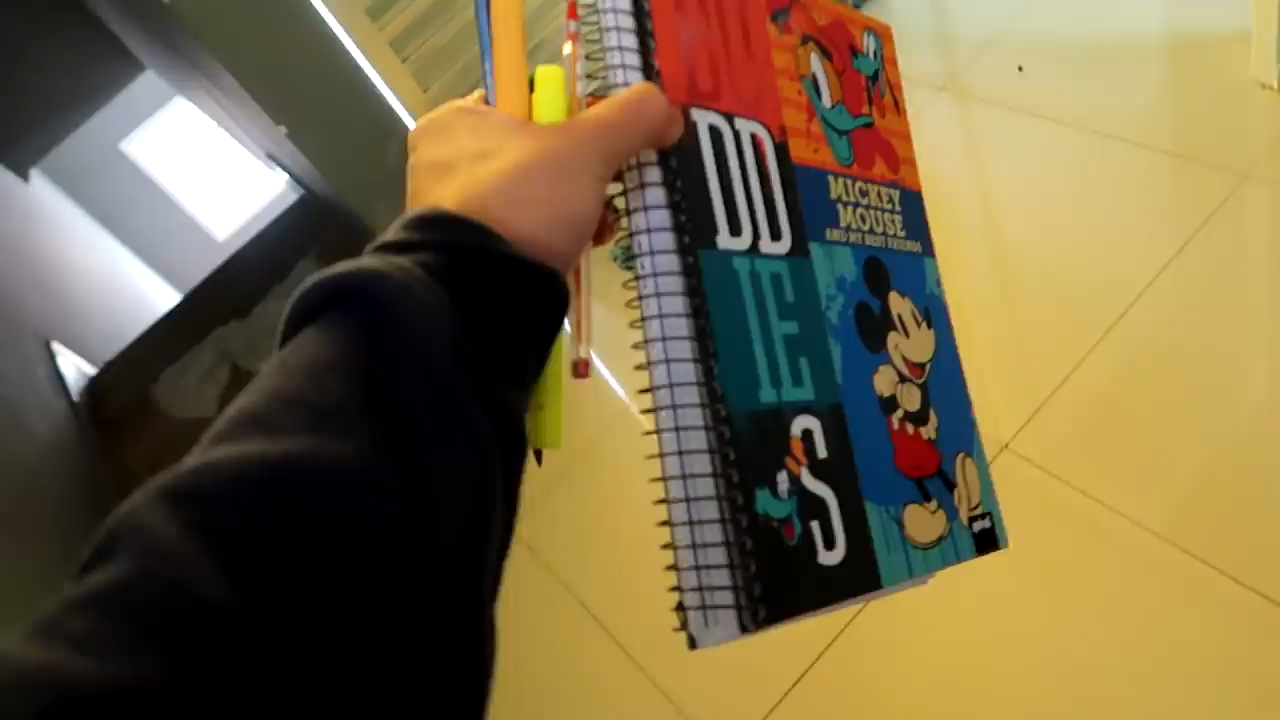 DD
IE
S
MICKEY
MOUSE
AND MY BEST FRIENDS